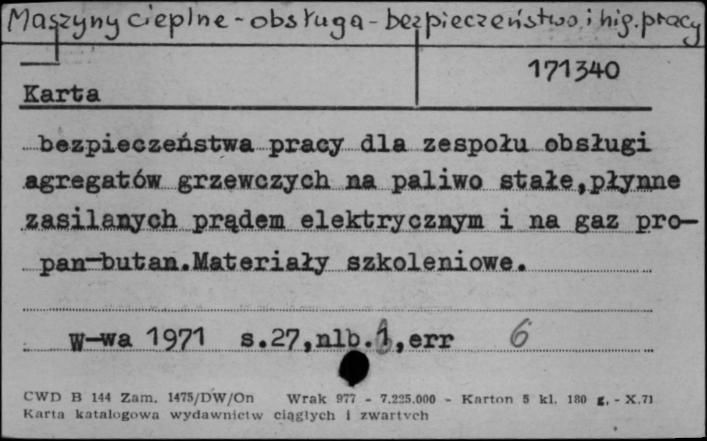 Maszyny cieplne - obsługa - bezpieczeństwo i hig. pracy
171340
Karta
bezpieczeństwa pracy dla zespołu obsługi
agregatów grzewczych na paliwo stałe,płynne
zasilanych prądem elektrycznym i na gaz pro-
pan-butan.Materiały szkoleniowe.
W-wa 1971 s.27,nlb.1,err 6
CWD B 144 Zam. 1475/DW/On Wrak 977 - 7.225.000 - Karton 5 kl. 180 g. - X.71
Karta katalogowa wydawnictw ciągłych i zwartych